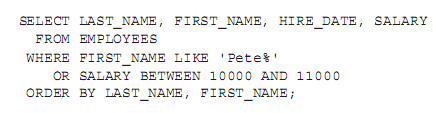 SELECT LAST_NAME, FIRST_NAME, HIRE_DATE, SALARY
FROM EMPLOYEES
WHERE FIRST_NAME LIKE 'Pete%'
OR SALARY BETWEEN 10000 AND 11000
ORDER BY LAST_NAME, FIRST_NAME;